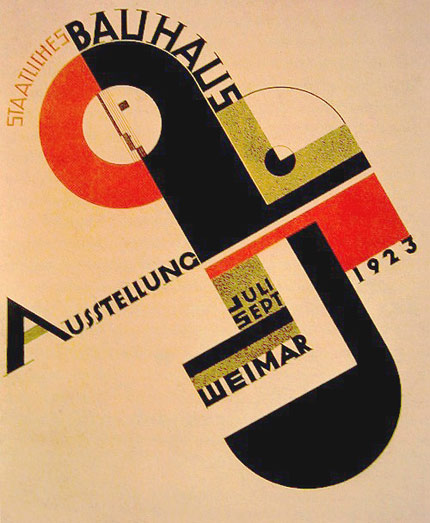 STAATLICHES
BAUHAUS
AUSSTELLUNG
JULI
SEPT
1923
WEIMAR